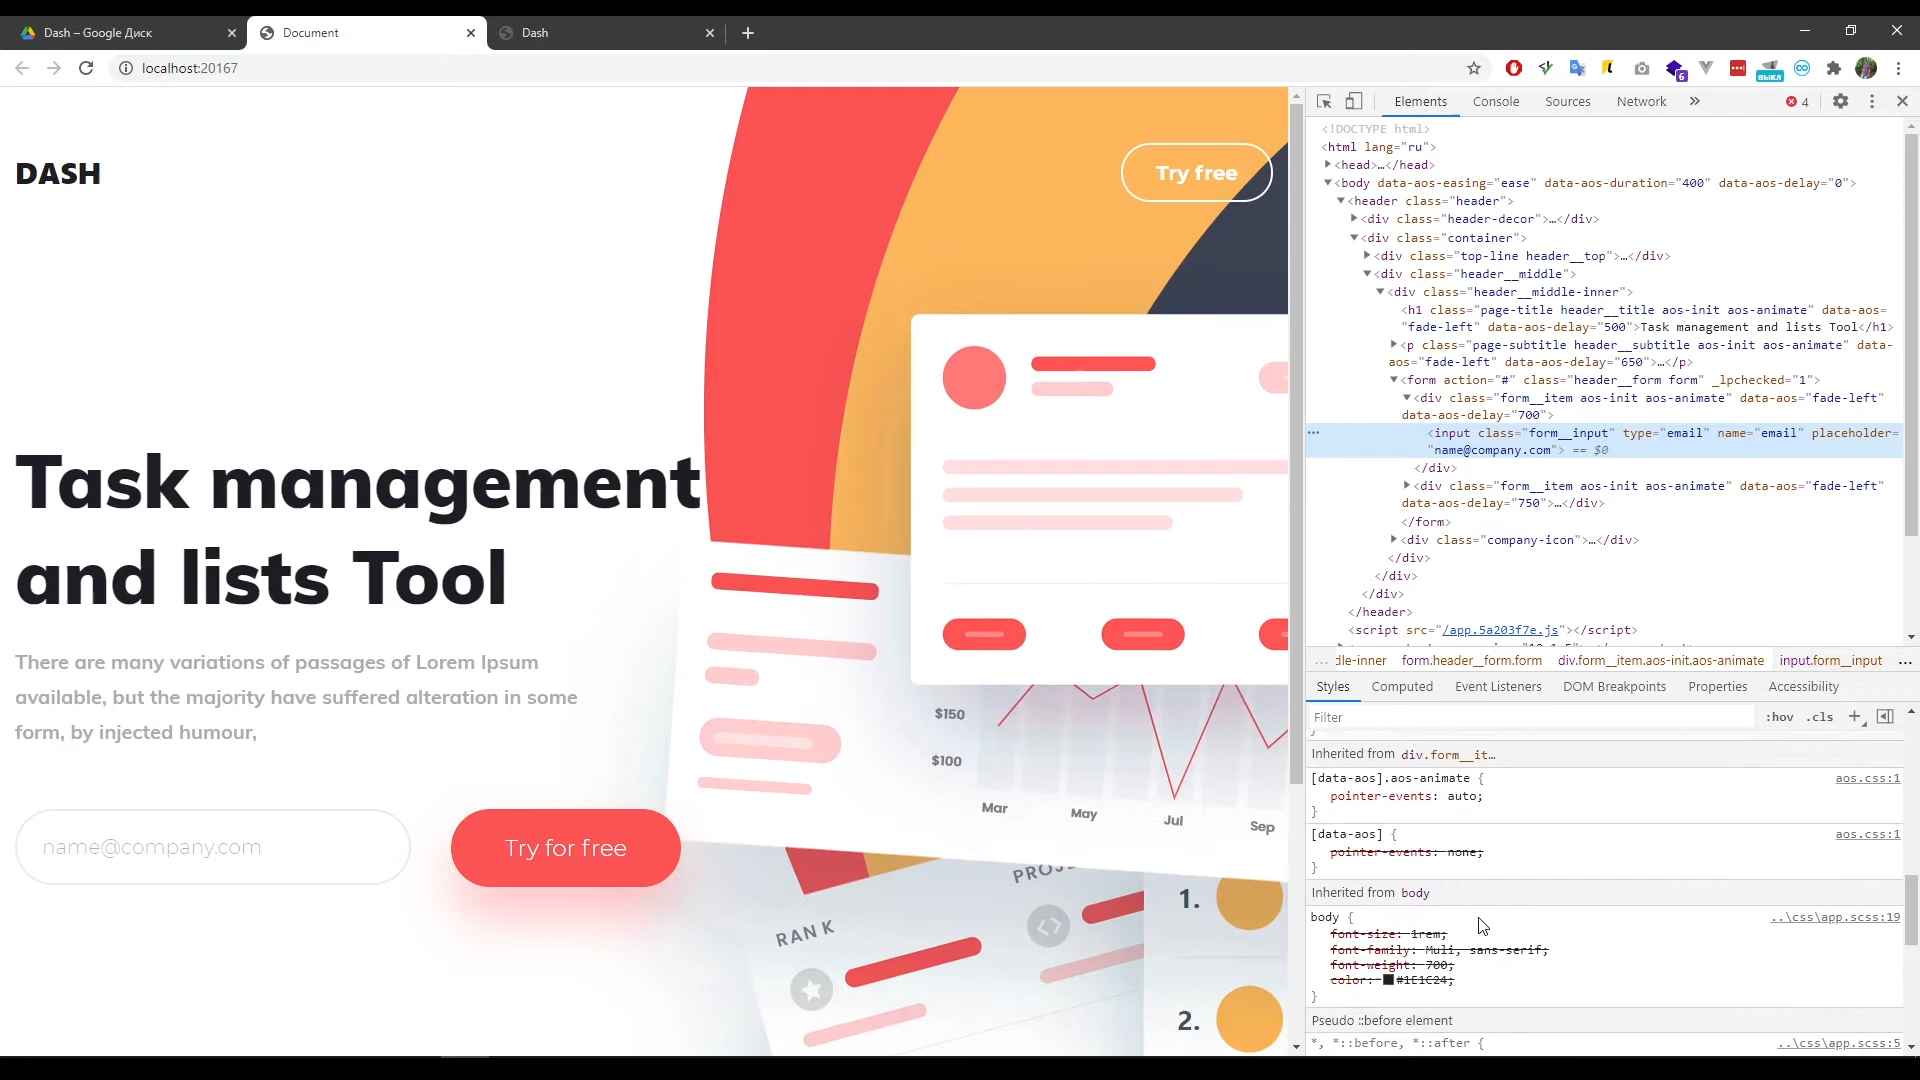 Dash – Google Диск
Document
Dash
localhost:20167
6
выкл
DASH
Try free
Task management
and lists Tool
There are many variations of passages of Lorem Ipsum
available, but the majority have suffered alteration in some
form, by injected humour,
name@company.com
Try for free
$150
$100
Mar
May
Jul
Sep
RANK
1.
2.
Elements
Console
Sources
Network
4
<!DOCTYPE html>
<html lang="ru">
<head>…</head>
<body data-aos-easing="ease" data-aos-duration="400" data-aos-delay="0">
<header class="header">
<div class="header-decor">…</div>
<div class="container">
<div class="top-line header__top">…</div>
<div class="header__middle">
<div class="header__middle-inner">
<h1 class="page-title header__title aos-init aos-animate" data-aos=
"fade-left" data-aos-delay="500">Task management and lists Tool</h1>
<p class="page-subtitle header__subtitle aos-init aos-animate" data-
aos="fade-left" data-aos-delay="650">…</p>
<form action="#" class="header__form form" _lpchecked="1">
<div class="form__item aos-init aos-animate" data-aos="fade-left"
data-aos-delay="700">
<input class="form__input" type="email" name="email" placeholder=
"name@company.com"> == $0
</div>
<div class="form__item aos-init aos-animate" data-aos="fade-left"
data-aos-delay="750">…</div>
</form>
<div class="company-icon">…</div>
</div>
</div>
</div>
</header>
<script src="/app.5a203f7e.js"></script>
… dle-inner form.header__form.form div.form__item.aos-init.aos-animate input.form__input …
Styles
Computed
Event Listeners
DOM Breakpoints
Properties
Accessibility
Filter
:hov .cls
}
Inherited from div.form__it…
[data-aos].aos-animate { aos.css:1
pointer-events: auto;
}
[data-aos] { aos.css:1
pointer-events: none;
}
Inherited from body
body { ..\css\app.scss:19
font-size: 1rem;
font-family: Muli, sans-serif;
font-weight: 700;
color: #1E1C24;
}
Pseudo ::before element
*, *::before, *::after { ..\css\app.scss:5